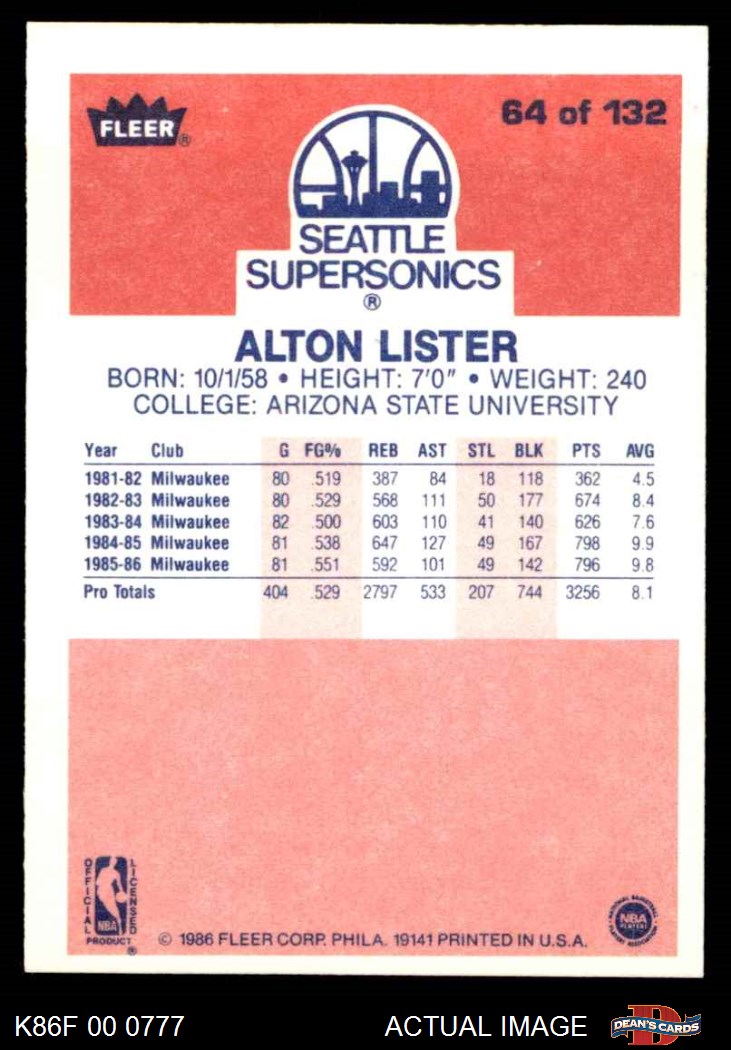 FLEER ®
64 of 132
SEATTLE
SUPERSONICS
®
ALTON LISTER
BORN: 10/1/58 • HEIGHT: 7'0" • WEIGHT: 240
COLLEGE: ARIZONA STATE UNIVERSITY
Year Club G FG% REB AST STL BLK PTS AVG
1981-82 Milwaukee 80 .519 387 84 18 118 362 4.5
1982-83 Milwaukee 80 .529 568 111 50 177 674 8.4
1983-84 Milwaukee 82 .500 603 110 41 140 626 7.6
1984-85 Milwaukee 81 .538 647 127 49 167 798 9.9
1985-86 Milwaukee 81 .551 592 101 49 142 796 9.8
Pro Totals 404 .529 2797 533 207 744 3256 8.1
OFFICIAL
LICENSED
NBA
PRODUCT ®
© 1986 FLEER CORP. PHILA. 19141 PRINTED IN U.S.A.
NATIONAL BASKETBALL
NBA
PLAYERS
PLAYERS ASSOCIATION
K86F 00 0777
ACTUAL IMAGE
D
DEAN'S CARDS